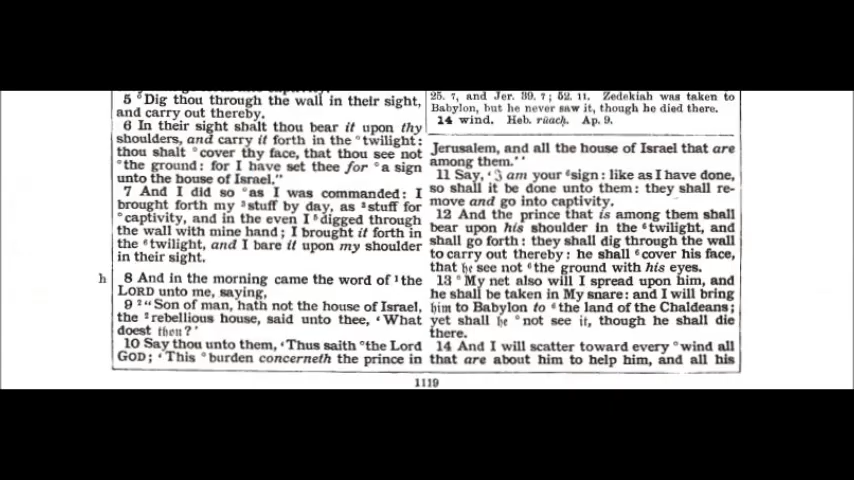 5 °Dig thou through the wall in their sight,
and carry out thereby.
6 In their sight shalt thou bear it upon thy
shoulders, and carry it forth in the °twilight:
thou shalt °cover thy face, that thou see not
°the ground: for I have set thee for °a sign
unto the house of Israel."
7 And I did so °as I was commanded: I
brought forth my ³stuff by day, as ³stuff for
°captivity, and in the even I ⁵digged through
the wall with mine hand; I brought it forth in
the ⁶twilight, and I bare it upon my shoulder
in their sight.
h 8 And in the morning came the word of ¹the
LORD unto me, saying,
9 ²"Son of man, hath not the house of Israel,
the ²rebellious house, said unto thee, 'What
doest thou?'
10 Say thou unto them, 'Thus saith °the Lord
GOD; 'This °burden concerneth the prince in
25. 7, and Jer. 39. 7; 52. 11. Zedekiah was taken to
Babylon, but he never saw it, though he died there.
14 wind. Heb. rūach. Ap. 9.
Jerusalem, and all the house of Israel that are
among them.''
11 Say, 'I am your ⁶sign: like as I have done,
so shall it be done unto them: they shall re-
move and go into captivity.
12 And the prince that is among them shall
bear upon his shoulder in the ⁶twilight, and
shall go forth: they shall dig through the wall
to carry out thereby: he shall ⁶cover his face,
that he see not ⁶the ground with his eyes.
13 °My net also will I spread upon him, and
he shall be taken in My snare: and I will bring
him to Babylon to °the land of the Chaldeans;
yet shall he °not see it, though he shall die
there.
14 And I will scatter toward every °wind all
that are about him to help him, and all his
1119